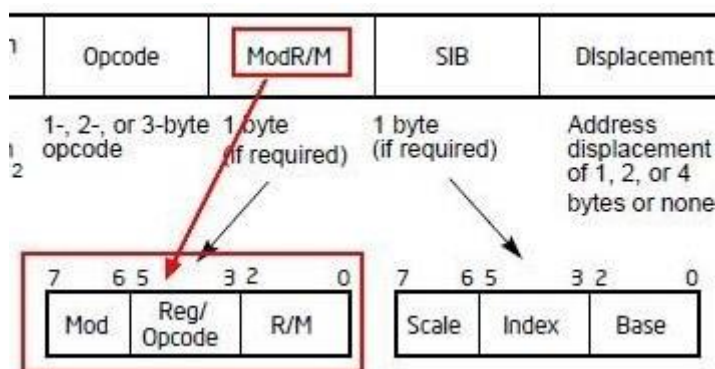 Opcode
ModR/M
SIB
Displacement
1-, 2-, or 3-byte
opcode
1 byte
(if required)
1 byte
(if required)
Address
displacement
of 1, 2, or 4
bytes or none
2
7 6 5 3 2 0
Mod
Reg/
Opcode
R/M
7 6 5 3 2 0
Scale
Index
Base